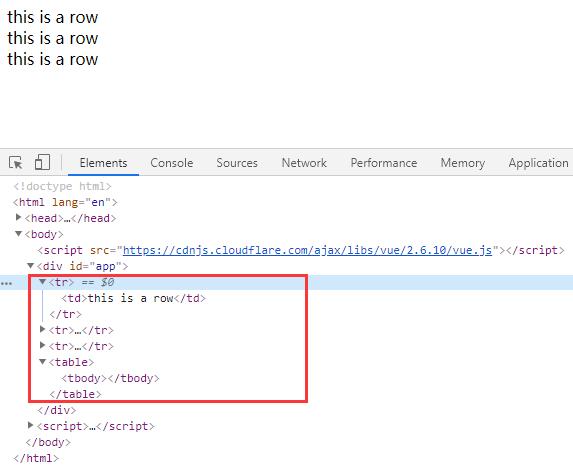 this is a row
this is a row
this is a row
Elements Console Sources Network Performance Memory Application
<!doctype html>
<html lang="en">
<head>…</head>
<body>
<script src="https://cdnjs.cloudflare.com/ajax/libs/vue/2.6.10/vue.js"></script>
<div id="app">
<tr> == $0
<td>this is a row</td>
</tr>
<tr>…</tr>
<tr>…</tr>
<table>
<tbody></tbody>
</table>
</div>
<script>…</script>
</body>
</html>